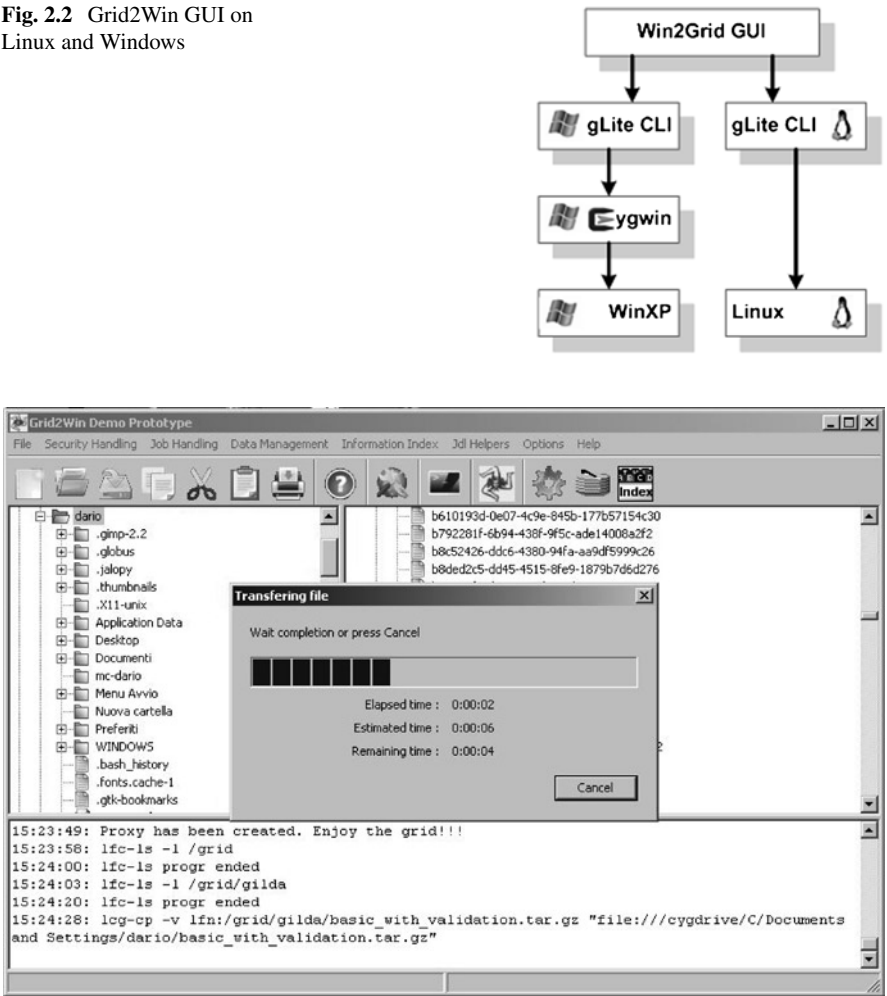 Fig. 2.2 Grid2Win GUI on
Linux and Windows
Win2Grid GUI
gLite CLI
gLite CLI
Cygwin
WinXP
Linux
Grid2Win Demo Prototype
File Security Handling Job Handling Data Management Information Index Jdl Helpers Options Help
Index
dario
.gimp-2.2
.globus
.jalopy
.thumbnails
.X11-unix
Application Data
Desktop
Documenti
mc-dario
Menu Avvio
Nuova cartella
Preferiti
WINDOWS
.bash_history
.fonts.cache-1
.gtk-bookmarks
b610193d-0e07-4c9e-845b-177b57154c30
b792281f-6b94-438f-9f5c-ade14008a2f2
b8c52426-ddc6-4380-94fa-aa9df5999c26
b8ded2c5-dd45-4515-8fe9-1879b7d6d276
Transfering file
Wait completion or press Cancel
Elapsed time : 0:00:02
Estimated time : 0:00:06
Remaining time : 0:00:04
Cancel
15:23:49: Proxy has been created. Enjoy the grid!!!
15:23:58: lfc-ls -l /grid
15:24:00: lfc-ls progr ended
15:24:03: lfc-ls -l /grid/gilda
15:24:20: lfc-ls progr ended
15:24:28: lcg-cp -v lfn:/grid/gilda/basic_with_validation.tar.gz "file:///cygdrive/C/Documents
and Settings/dario/basic_with_validation.tar.gz"